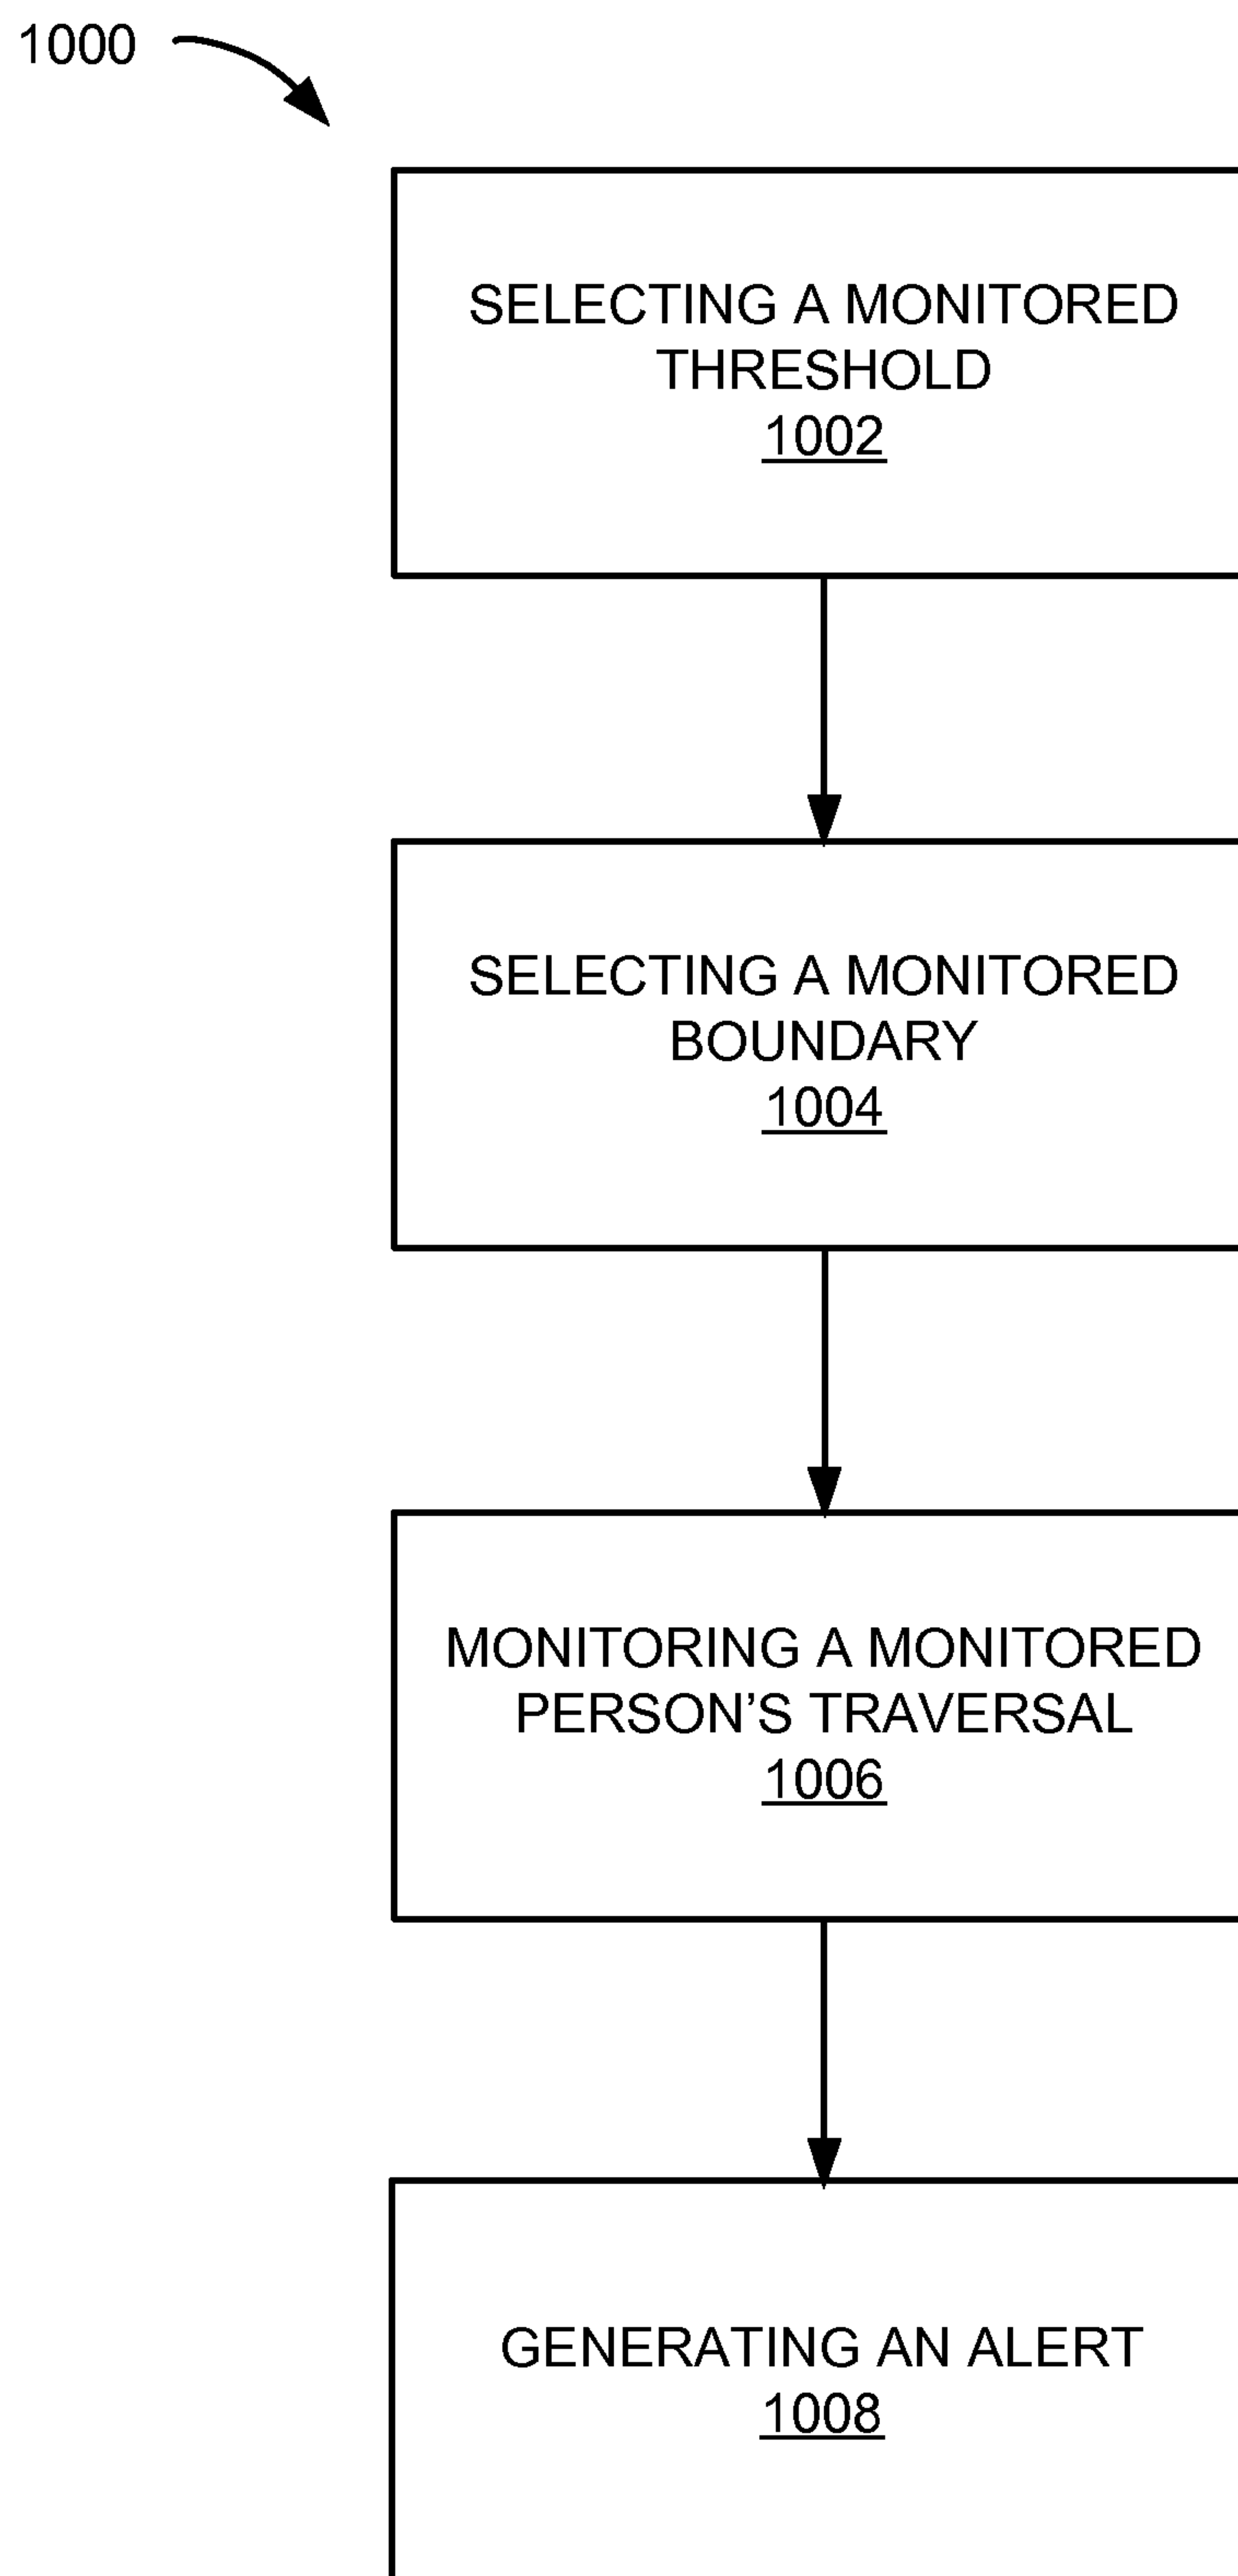 1000
SELECTING A MONITORED
THRESHOLD
1002
SELECTING A MONITORED
BOUNDARY
1004
MONITORING A MONITORED
PERSON’S TRAVERSAL
1006
GENERATING AN ALERT
1008